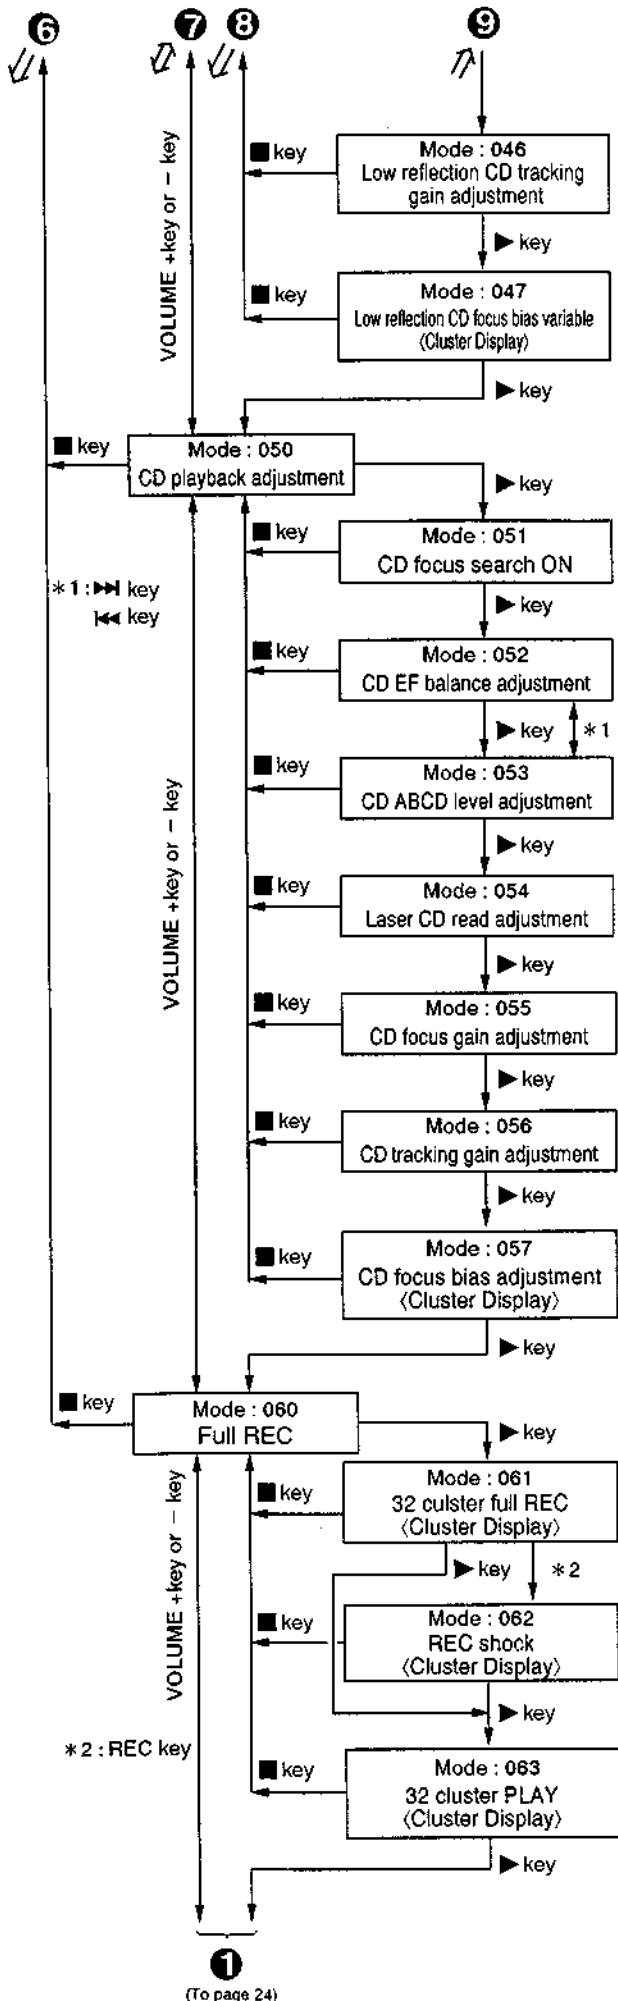 6 7 8 9
VOLUME +key or − key
■ key
Mode : 046
Low reflection CD tracking
gain adjustment
▶ key
■ key
Mode : 047
Low reflection CD focus bias variable
⟨Cluster Display⟩
▶ key
■ key
Mode : 050
CD playback adjustment
▶ key
■ key
Mode : 051
CD focus search ON
*1 : ▶▶| key
|◀◀ key
▶ key
■ key
Mode : 052
CD EF balance adjustment
▶ key
*1
■ key
Mode : 053
CD ABCD level adjustment
▶ key
VOLUME +key or − key
■ key
Mode : 054
Laser CD read adjustment
▶ key
■ key
Mode : 055
CD focus gain adjustment
▶ key
■ key
Mode : 056
CD tracking gain adjustment
▶ key
■ key
Mode : 057
CD focus bias adjustment
⟨Cluster Display⟩
▶ key
■ key
Mode : 060
Full REC
▶ key
■ key
Mode : 061
32 culster full REC
⟨Cluster Display⟩
▶ key
*2
VOLUME +key or − key
■ key
Mode : 062
REC shock
⟨Cluster Display⟩
▶ key
*2 : REC key
■ key
Mode : 063
32 cluster PLAY
⟨Cluster Display⟩
▶ key
1
(To page 24)